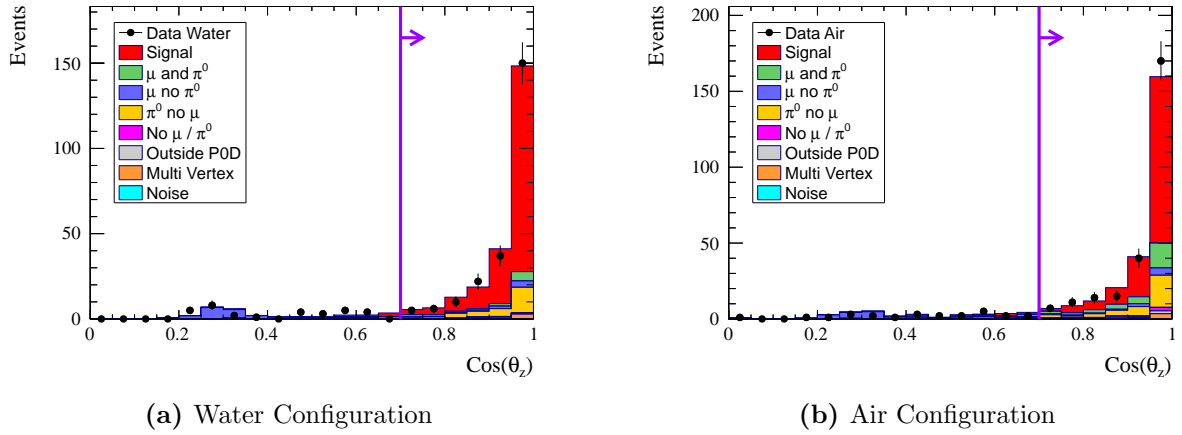 Events
150
100
50
0
Data Water
Signal
μ and π⁰
μ no π⁰
π⁰ no μ
No μ / π⁰
Outside P0D
Multi Vertex
Noise
0 0.2 0.4 0.6 0.8 1
Cos(θz)
(a) Water Configuration
Events
200
150
100
50
0
Data Air
Signal
μ and π⁰
μ no π⁰
π⁰ no μ
No μ / π⁰
Outside P0D
Multi Vertex
Noise
0 0.2 0.4 0.6 0.8 1
Cos(θz)
(b) Air Configuration